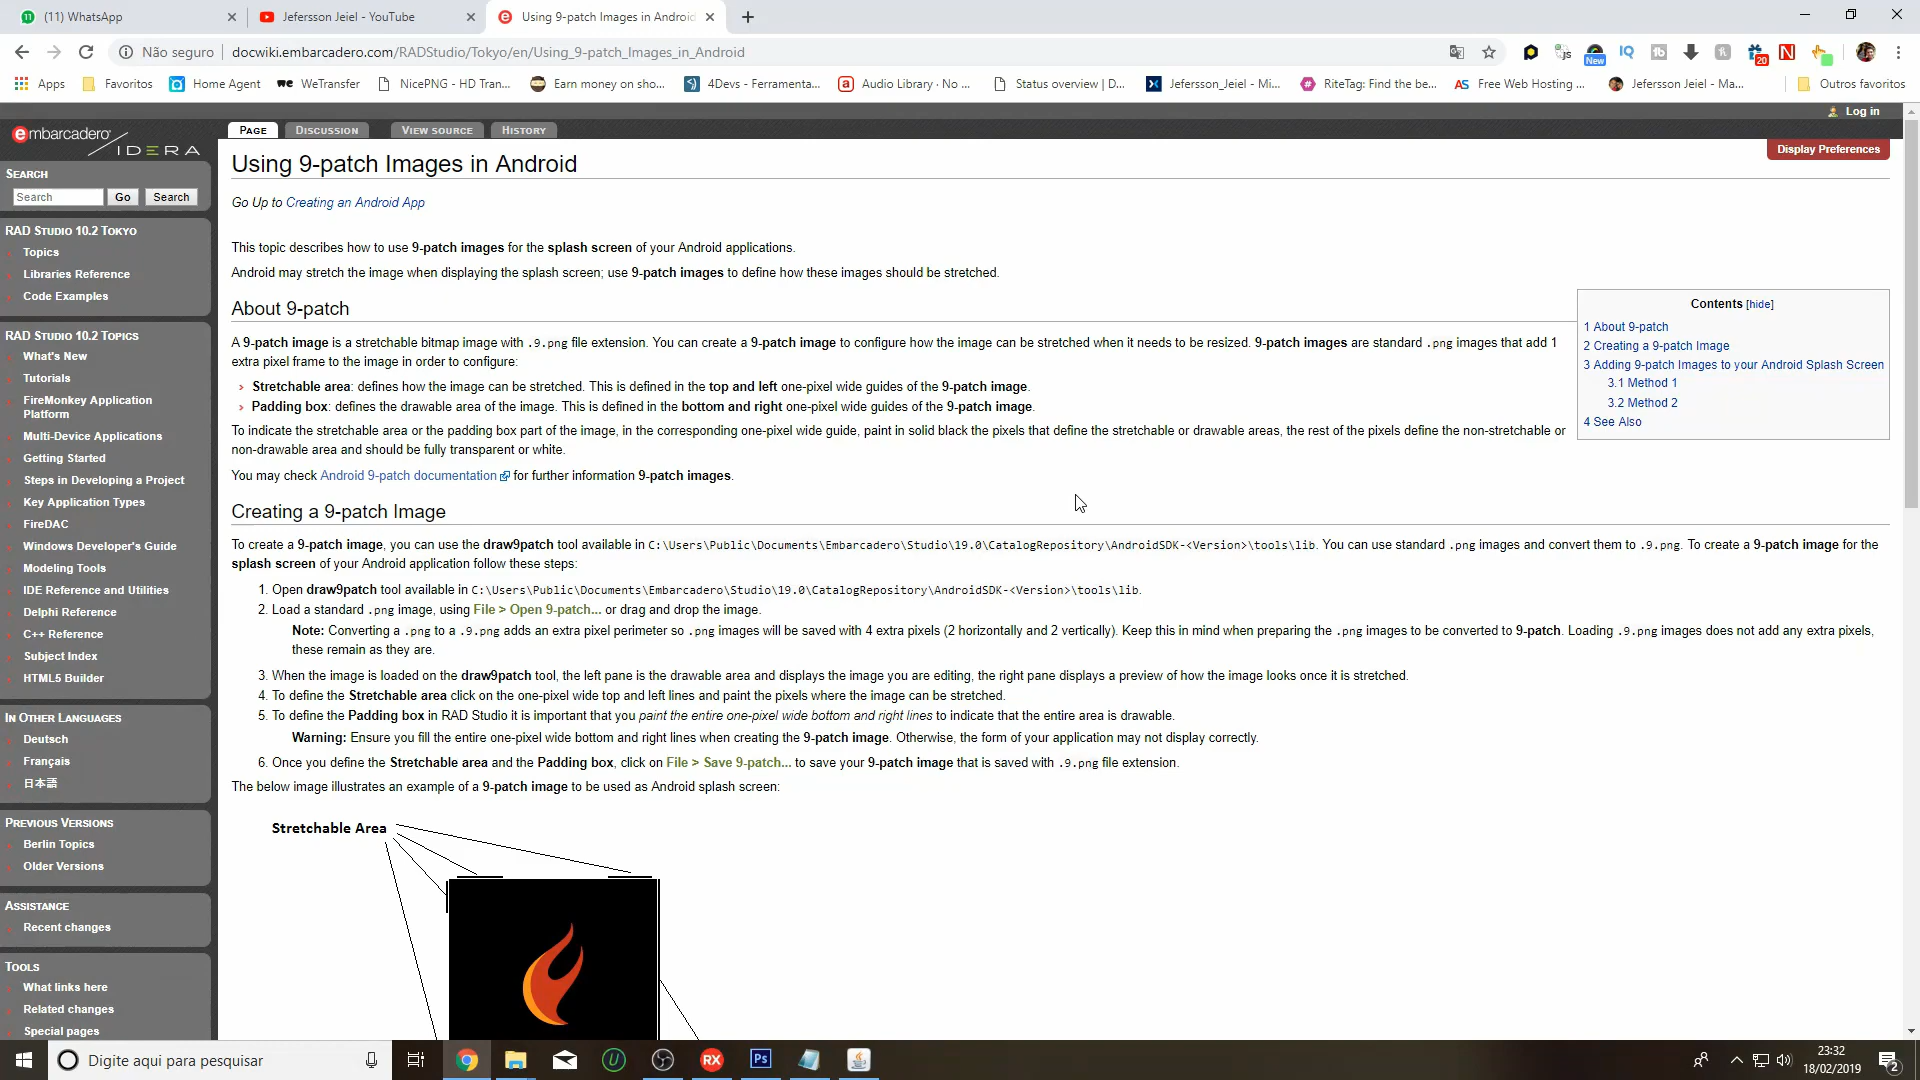 (11) WhatsApp
Jefersson Jeiel - YouTube
Using 9-patch Images in Android
Não seguro
docwiki.embarcadero.com/RADStudio/Tokyo/en/Using_9-patch_Images_in_Android
New
20
Apps
Favoritos
Home Agent
WeTransfer
NicePNG - HD Tran...
Earn money on sho...
4Devs - Ferramenta...
Audio Library · No ...
Status overview | D...
Jefersson_Jeiel - Mi...
RiteTag: Find the be...
Free Web Hosting ...
Jefersson Jeiel - Ma...
Outros favoritos
Log in
embarcadero
IDERA
PAGE
DISCUSSION
VIEW SOURCE
HISTORY
Display Preferences
SEARCH
Search
Go
Search
RAD STUDIO 10.2 TOKYO
Topics
Libraries Reference
Code Examples
RAD STUDIO 10.2 TOPICS
What's New
Tutorials
FireMonkey Application
Platform
Multi-Device Applications
Getting Started
Steps in Developing a Project
Key Application Types
FireDAC
Windows Developer's Guide
Modeling Tools
IDE Reference and Utilities
Delphi Reference
C++ Reference
Subject Index
HTML5 Builder
IN OTHER LANGUAGES
Deutsch
Français
日本語
PREVIOUS VERSIONS
Berlin Topics
Older Versions
ASSISTANCE
Recent changes
TOOLS
What links here
Related changes
Special pages
Using 9-patch Images in Android
Go Up to Creating an Android App
This topic describes how to use 9-patch images for the splash screen of your Android applications.
Android may stretch the image when displaying the splash screen; use 9-patch images to define how these images should be stretched.
Contents [hide]
1 About 9-patch
2 Creating a 9-patch Image
3 Adding 9-patch Images to your Android Splash Screen
3.1 Method 1
3.2 Method 2
4 See Also
About 9-patch
A 9-patch image is a stretchable bitmap image with .9.png file extension. You can create a 9-patch image to configure how the image can be stretched when it needs to be resized. 9-patch images are standard .png images that add 1
extra pixel frame to the image in order to configure:
Stretchable area: defines how the image can be stretched. This is defined in the top and left one-pixel wide guides of the 9-patch image.
Padding box: defines the drawable area of the image. This is defined in the bottom and right one-pixel wide guides of the 9-patch image.
To indicate the stretchable area or the padding box part of the image, in the corresponding one-pixel wide guide, paint in solid black the pixels that define the stretchable or drawable areas, the rest of the pixels define the non-stretchable or
non-drawable area and should be fully transparent or white.
You may check Android 9-patch documentation for further information 9-patch images.
Creating a 9-patch Image
To create a 9-patch image, you can use the draw9patch tool available in C:\Users\Public\Documents\Embarcadero\Studio\19.0\CatalogRepository\AndroidSDK-<Version>\tools\lib. You can use standard .png images and convert them to .9.png. To create a 9-patch image for the
splash screen of your Android application follow these steps:
1. Open draw9patch tool available in C:\Users\Public\Documents\Embarcadero\Studio\19.0\CatalogRepository\AndroidSDK-<Version>\tools\lib.
2. Load a standard .png image, using File > Open 9-patch... or drag and drop the image.
Note: Converting a .png to a .9.png adds an extra pixel perimeter so .png images will be saved with 4 extra pixels (2 horizontally and 2 vertically). Keep this in mind when preparing the .png images to be converted to 9-patch. Loading .9.png images does not add any extra pixels,
these remain as they are.
3. When the image is loaded on the draw9patch tool, the left pane is the drawable area and displays the image you are editing, the right pane displays a preview of how the image looks once it is stretched.
4. To define the Stretchable area click on the one-pixel wide top and left lines and paint the pixels where the image can be stretched.
5. To define the Padding box in RAD Studio it is important that you paint the entire one-pixel wide bottom and right lines to indicate that the entire area is drawable.
Warning: Ensure you fill the entire one-pixel wide bottom and right lines when creating the 9-patch image. Otherwise, the form of your application may not display correctly.
6. Once you define the Stretchable area and the Padding box, click on File > Save 9-patch... to save your 9-patch image that is saved with .9.png file extension.
The below image illustrates an example of a 9-patch image to be used as Android splash screen:
Stretchable Area
Digite aqui para pesquisar
RX
Ps
23:32
18/02/2019
2